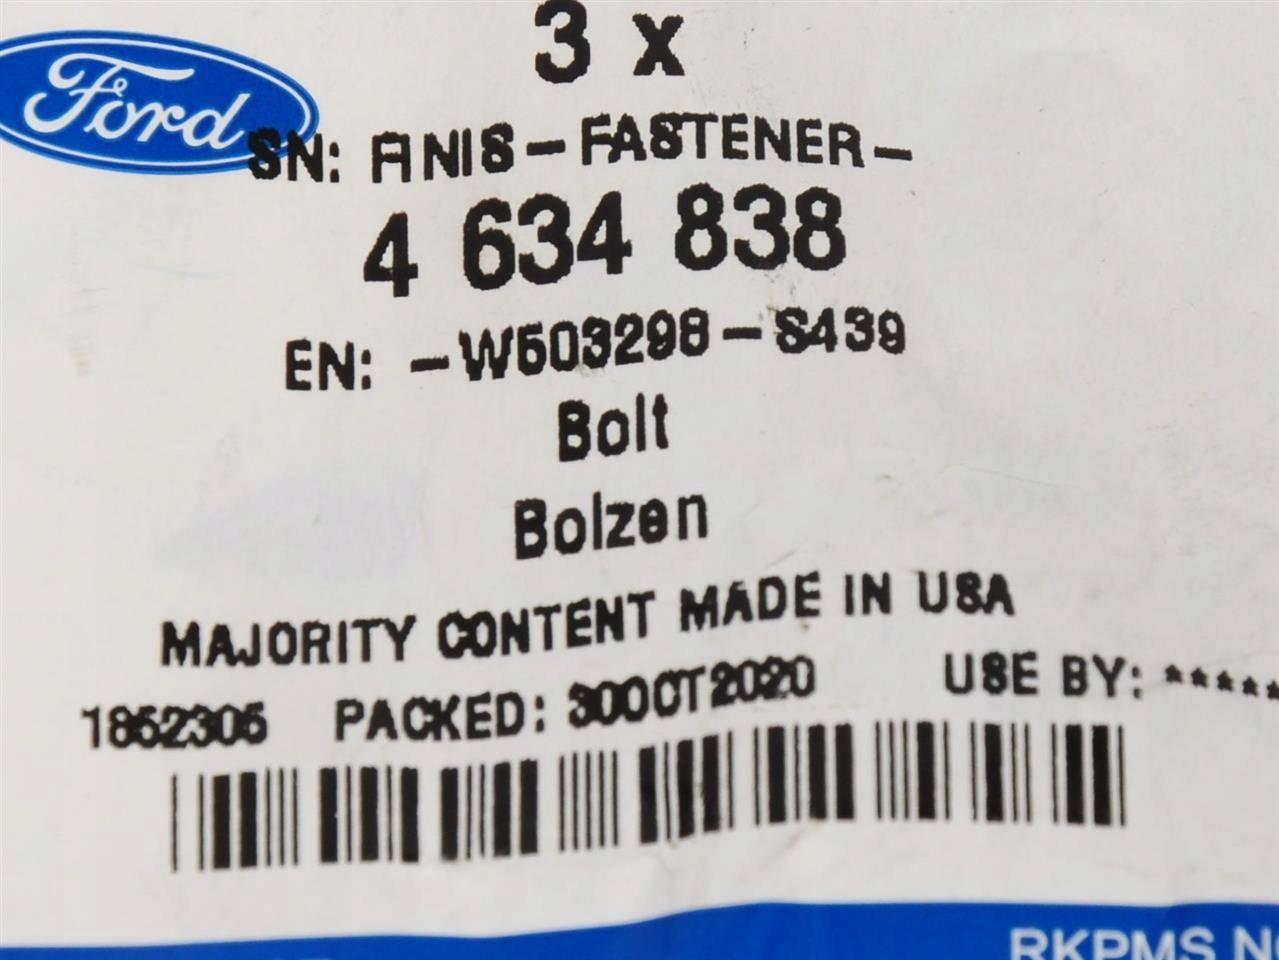 3 x
Ford
SN: FINIS-FASTENER-
4 634 838
EN: -W503298-S439
Bolt
Bolzen
MAJORITY CONTENT MADE IN USA
1852305 PACKED: 30OCT2020 USE BY: *****
RKPMS